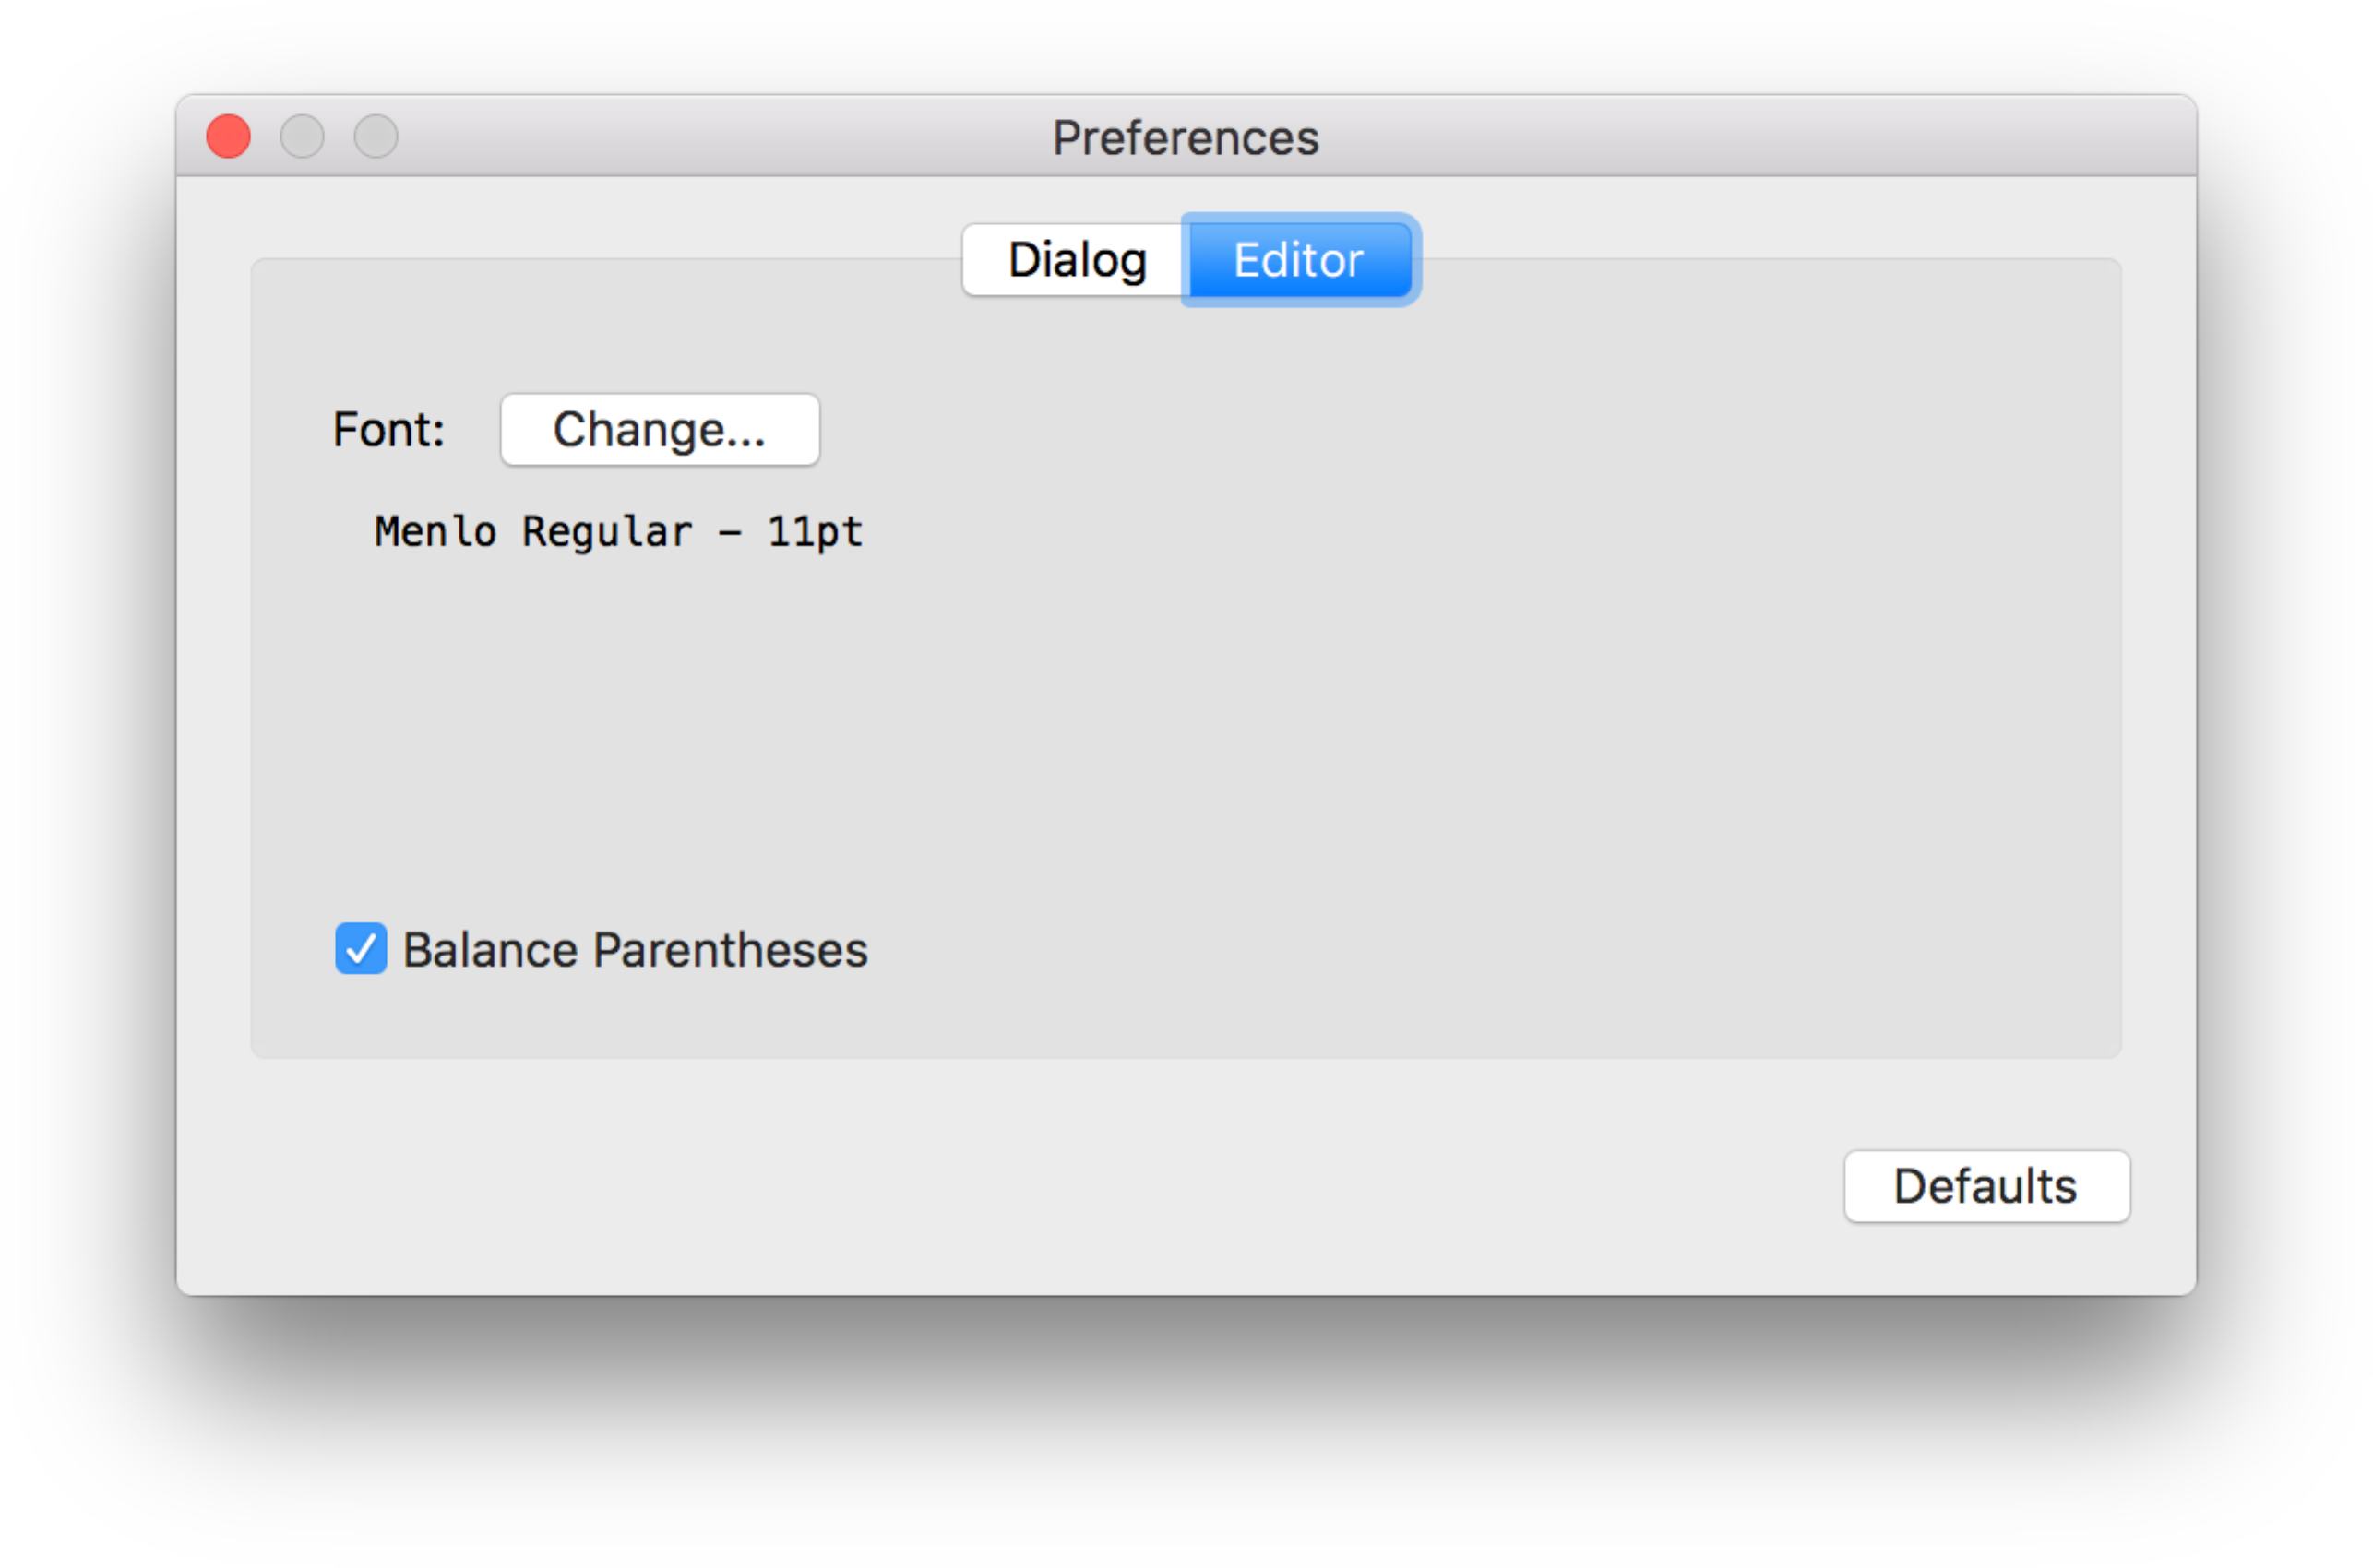 Preferences
Dialog Editor
Font: Change...
Menlo Regular – 11pt
Balance Parentheses
Defaults